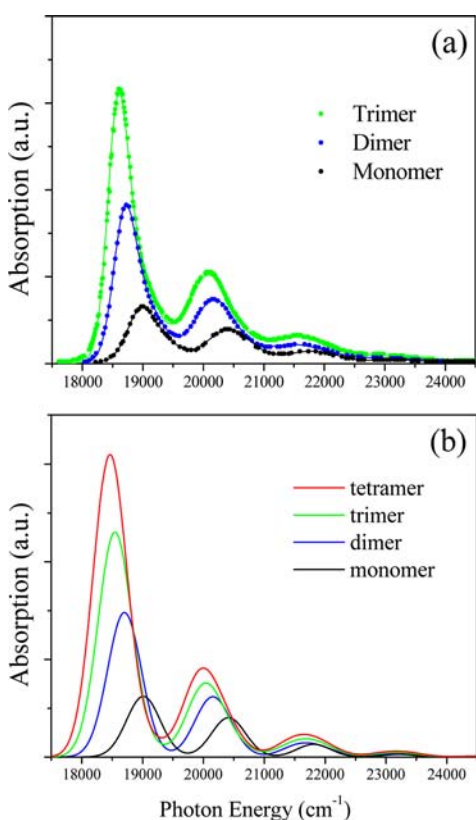 (a)
Absorption (a.u.)
Trimer
Dimer
Monomer
18000 19000 20000 21000 22000 23000 24000
(b)
Absorption (a.u.)
tetramer
trimer
dimer
monomer
18000 19000 20000 21000 22000 23000 24000
Photon Energy (cm⁻¹)